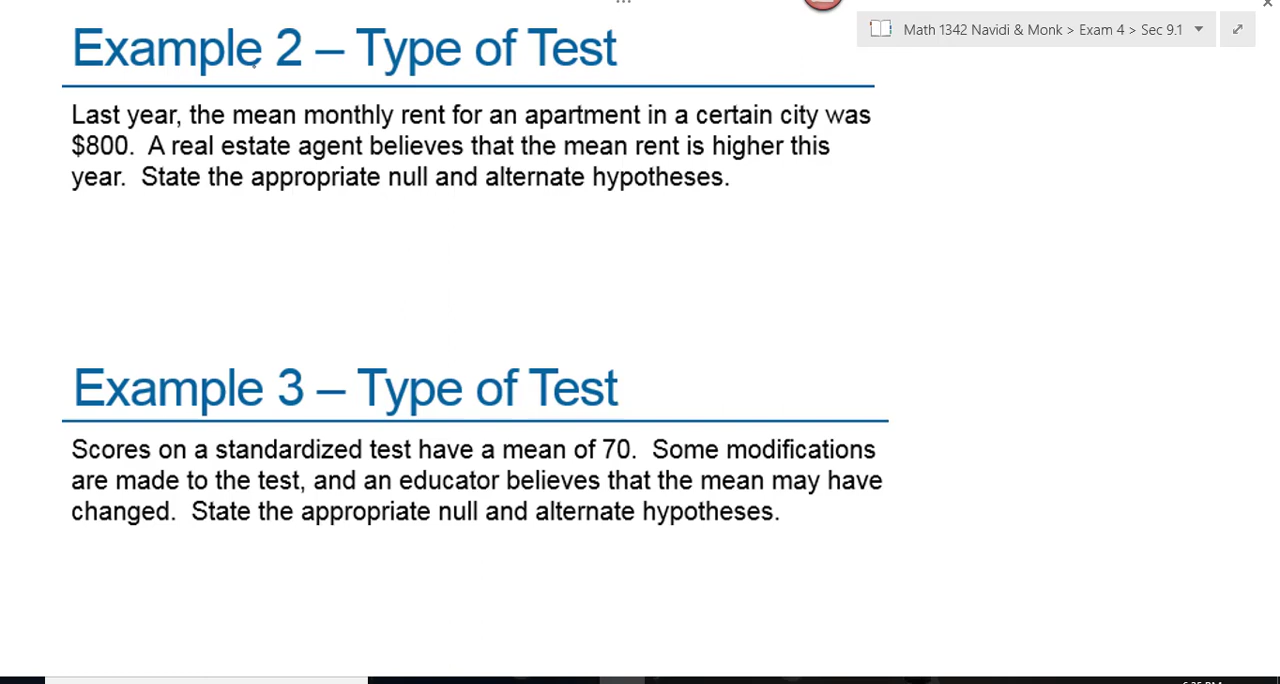 Math 1342 Navidi & Monk > Exam 4 > Sec 9.1
Example 2 – Type of Test
Last year, the mean monthly rent for an apartment in a certain city was
$800.  A real estate agent believes that the mean rent is higher this
year.  State the appropriate null and alternate hypotheses.
Example 3 – Type of Test
Scores on a standardized test have a mean of 70.  Some modifications
are made to the test, and an educator believes that the mean may have
changed.  State the appropriate null and alternate hypotheses.